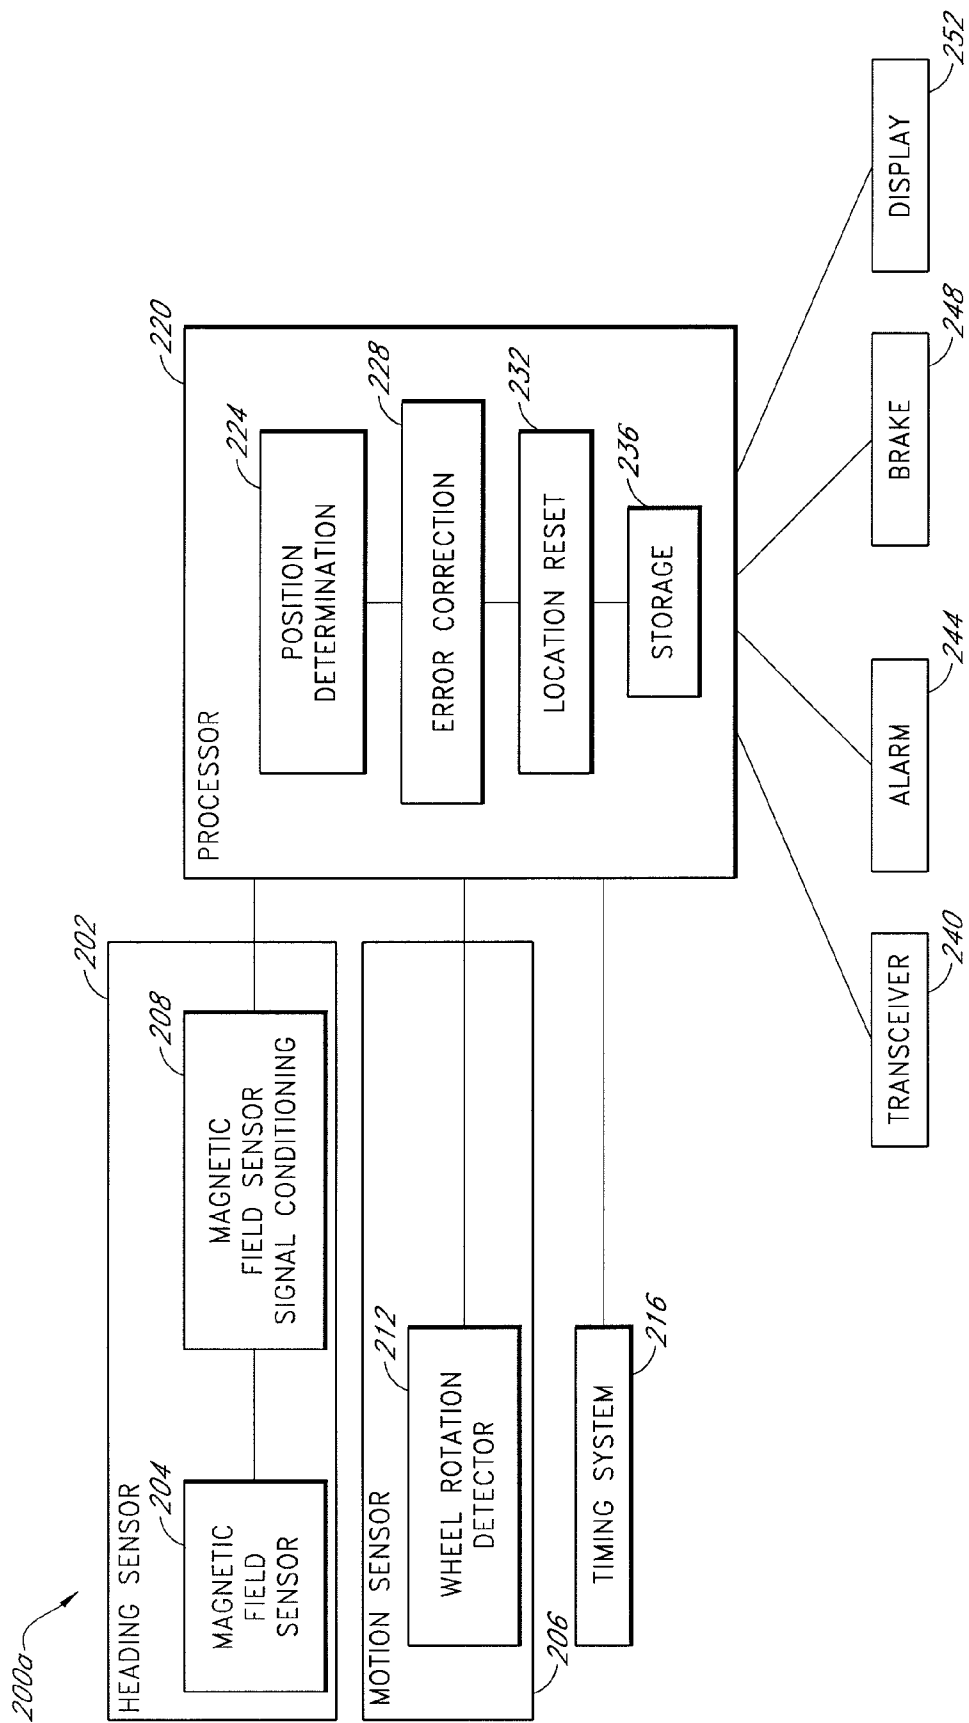 200a
HEADING SENSOR
202
204
MAGNETIC
FIELD
SENSOR
208
MAGNETIC
FIELD SENSOR
SIGNAL CONDITIONING
MOTION SENSOR
206
212
WHEEL ROTATION
DETECTOR
TIMING SYSTEM
216
PROCESSOR
220
224
POSITION
DETERMINATION
228
ERROR CORRECTION
232
LOCATION RESET
236
STORAGE
TRANSCEIVER
240
ALARM
244
BRAKE
248
DISPLAY
252